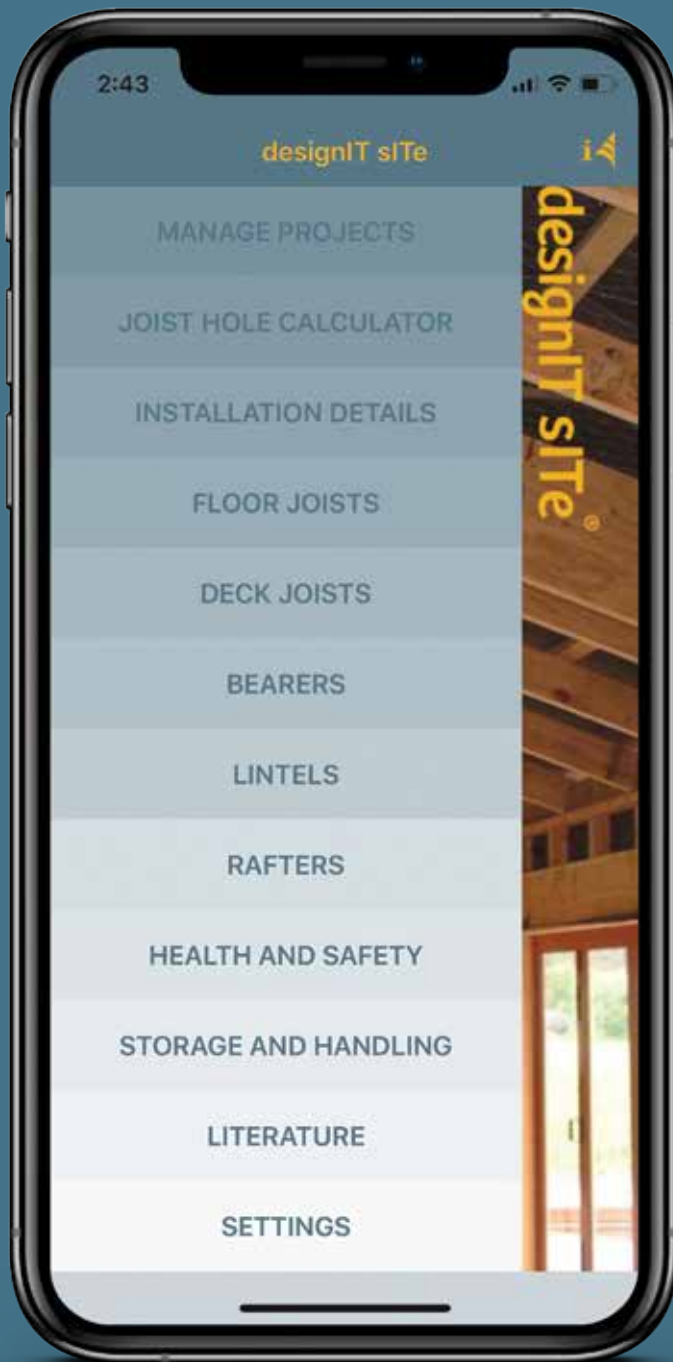 2:43
designIT sITe
i
MANAGE PROJECTS
JOIST HOLE CALCULATOR
INSTALLATION DETAILS
FLOOR JOISTS
DECK JOISTS
BEARERS
LINTELS
RAFTERS
HEALTH AND SAFETY
STORAGE AND HANDLING
LITERATURE
SETTINGS
designIT sITe®